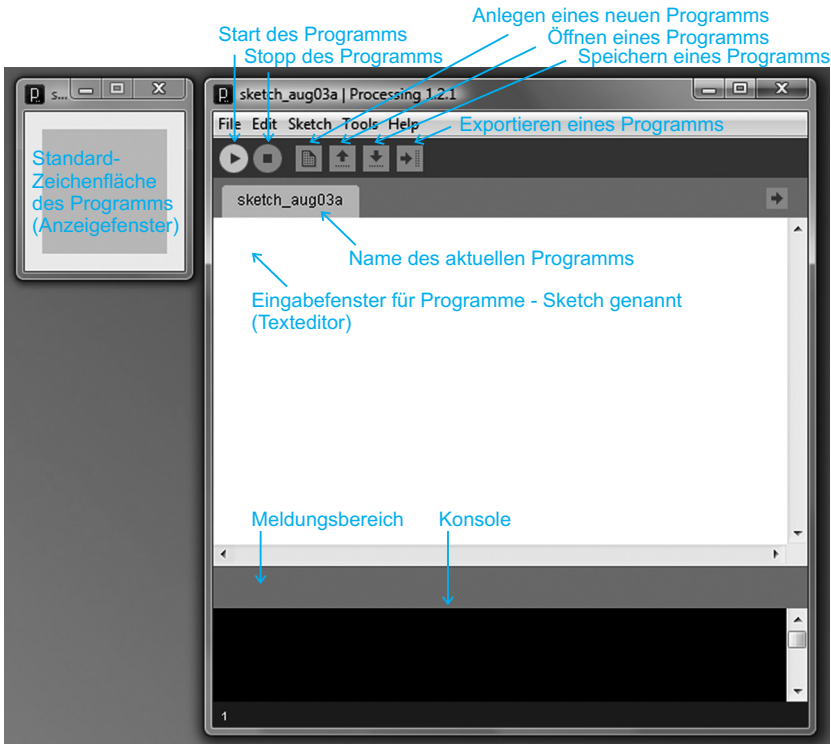 Anlegen eines neuen Programms
Start des Programms
Öffnen eines Programms
Stopp des Programms
Speichern eines Programms
s...
sketch_aug03a | Processing 1.2.1
File Edit Sketch Tools Help
Exportieren eines Programms
Standard-
Zeichenfläche
des Programms
(Anzeigefenster)
sketch_aug03a
Name des aktuellen Programms
Eingabefenster für Programme - Sketch genannt
(Texteditor)
Meldungsbereich
Konsole
1